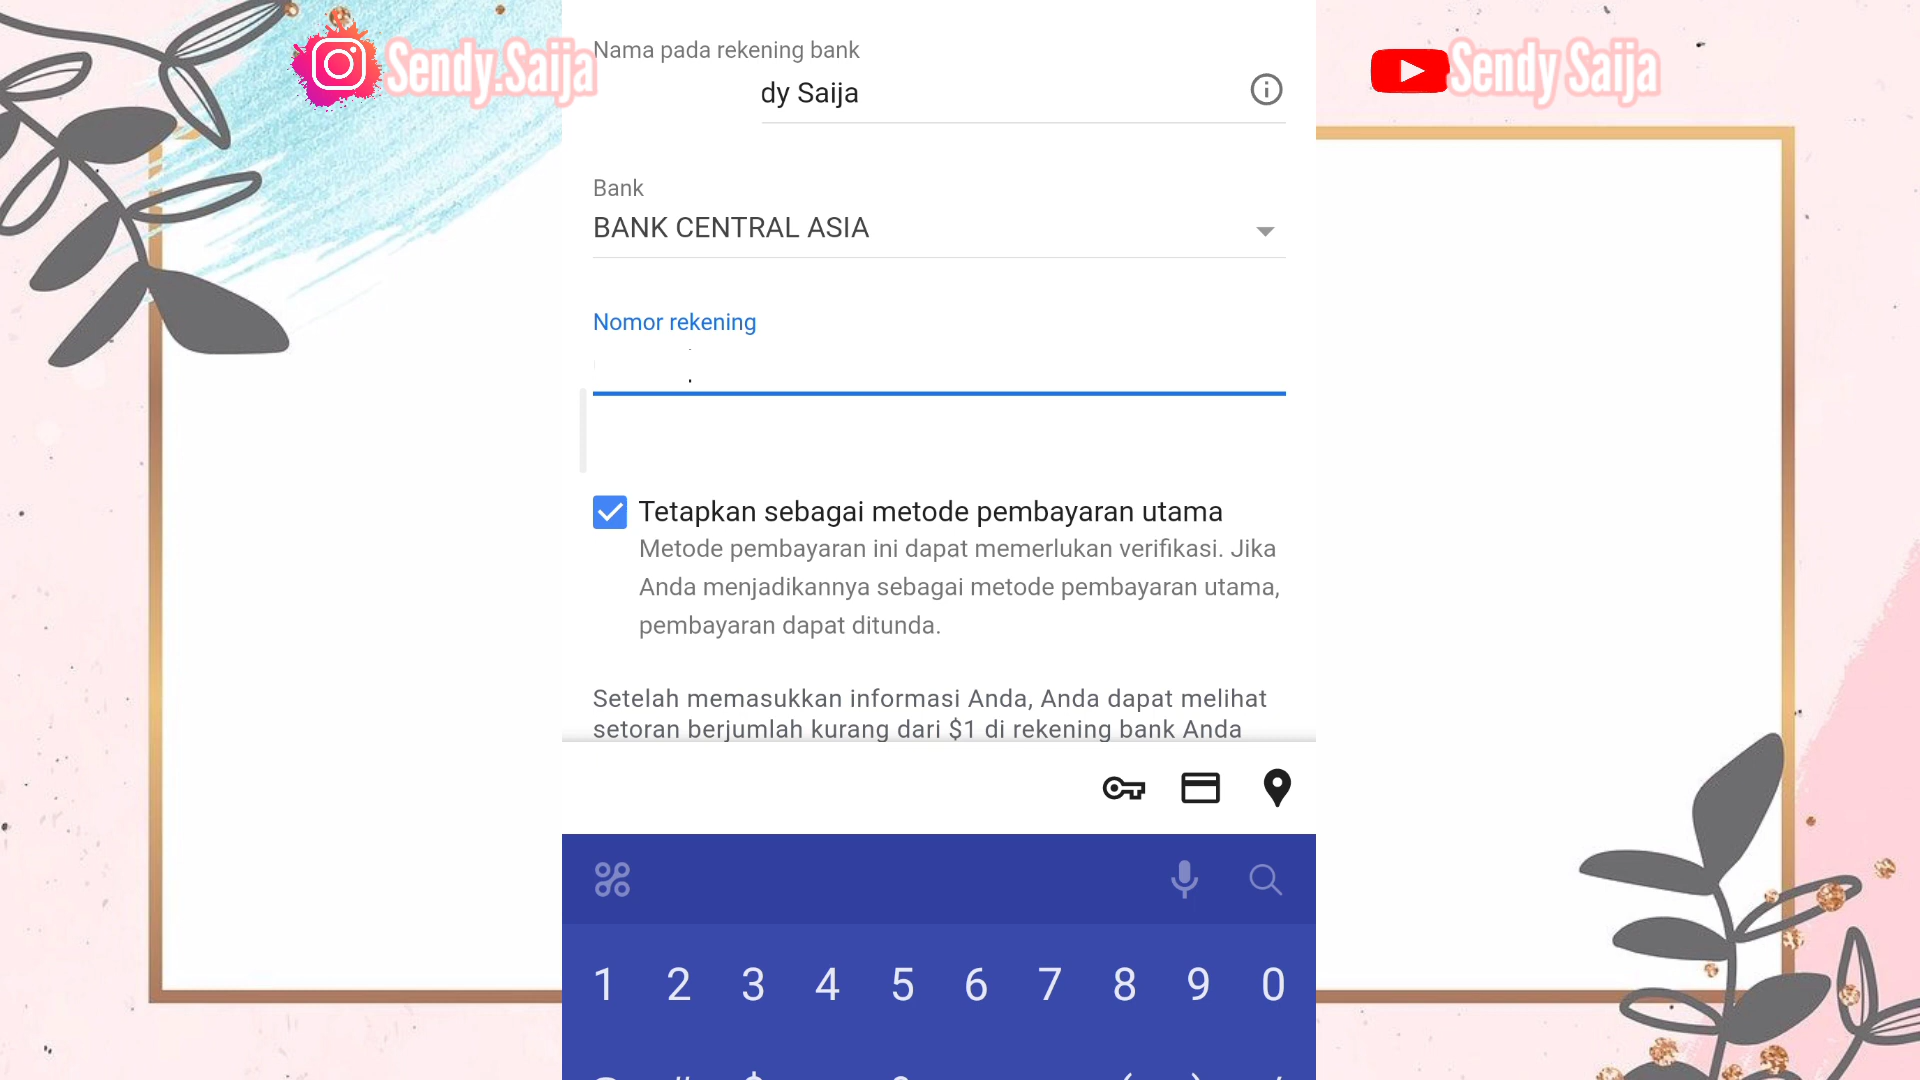 Sendy.Saija
Sendy Saija
Nama pada rekening bank
dy Saija
Bank
BANK CENTRAL ASIA
Nomor rekening
Tetapkan sebagai metode pembayaran utama
Metode pembayaran ini dapat memerlukan verifikasi. Jika
Anda menjadikannya sebagai metode pembayaran utama,
pembayaran dapat ditunda.
Setelah memasukkan informasi Anda, Anda dapat melihat
setoran berjumlah kurang dari $1 di rekening bank Anda
1 2 3 4 5 6 7 8 9 0